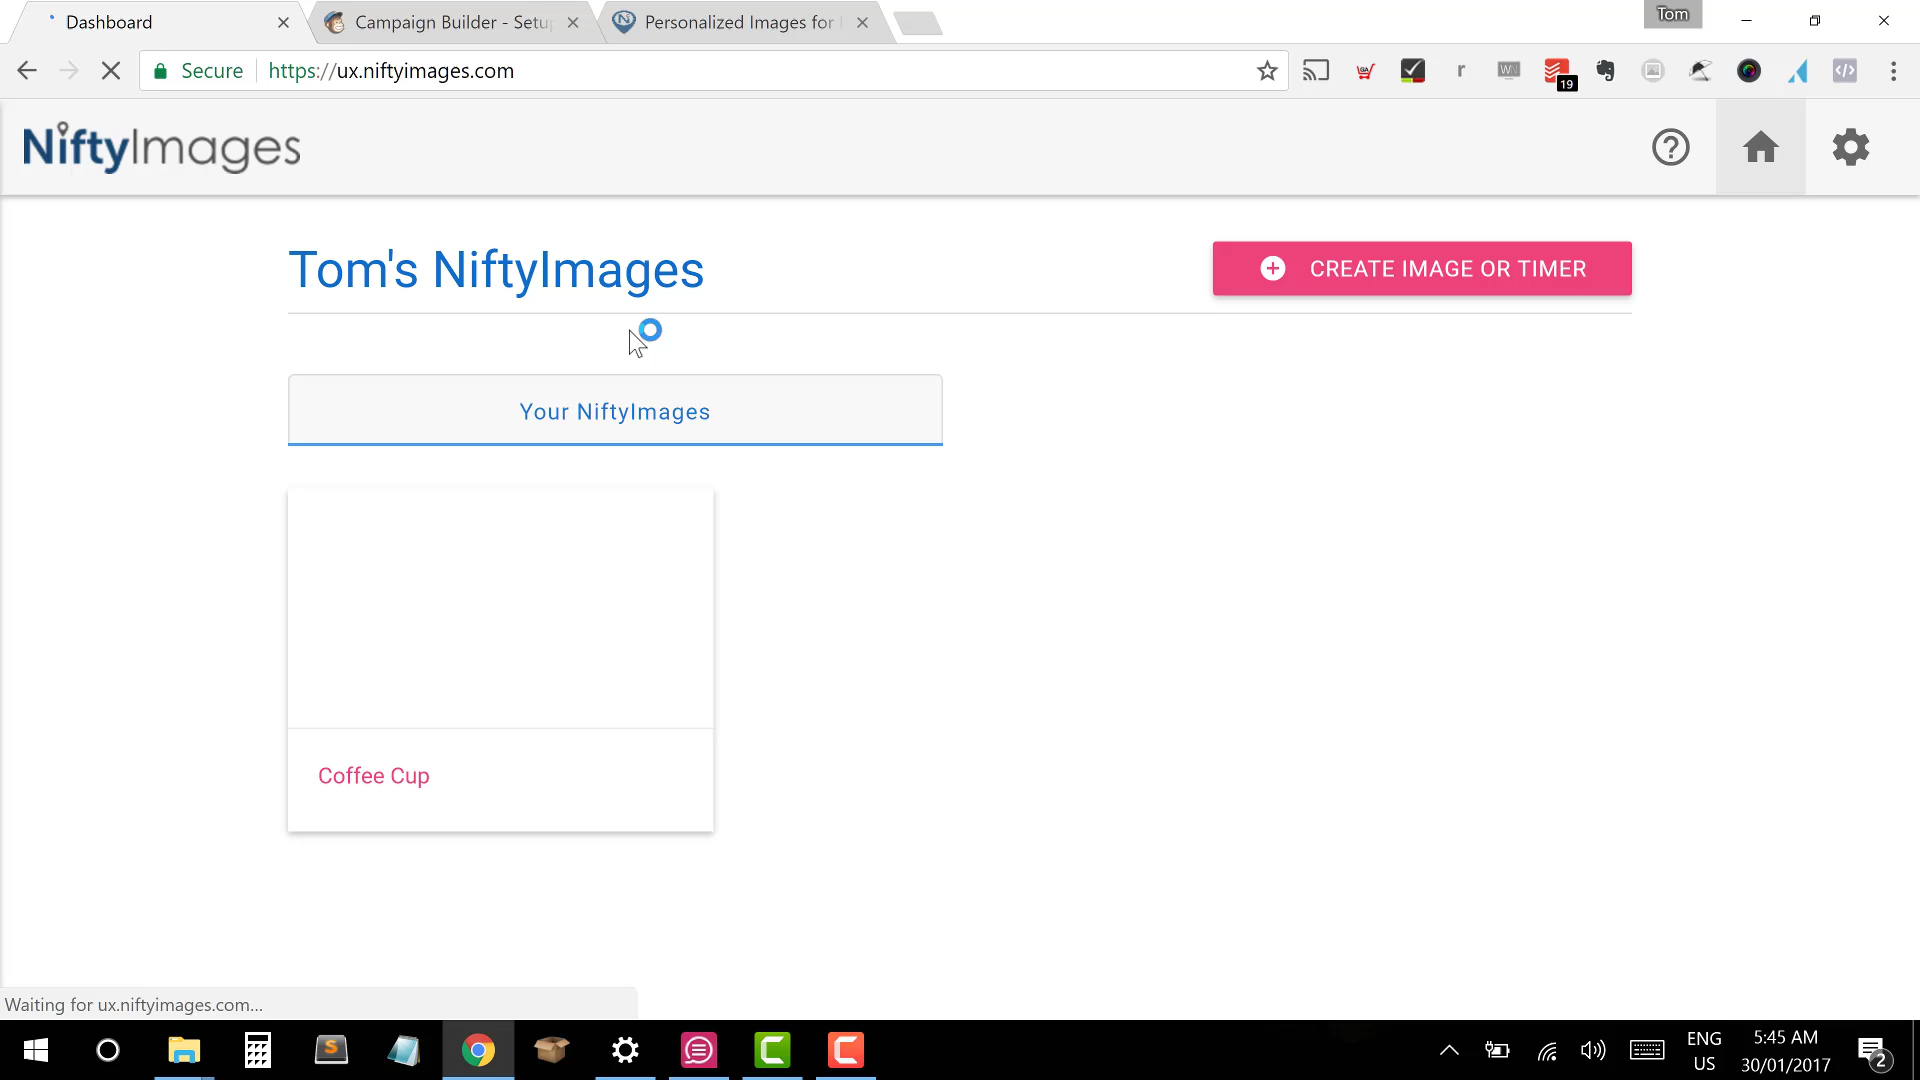 Dashboard
Campaign Builder - Setu
Personalized Images for
Tom
Secure
https://ux.niftyimages.com
GA
r
W
19
NiftyImages
Tom's NiftyImages
CREATE IMAGE OR TIMER
Your NiftyImages
Coffee Cup
Waiting for ux.niftyimages.com...
ENG
US
5:45 AM
30/01/2017
2